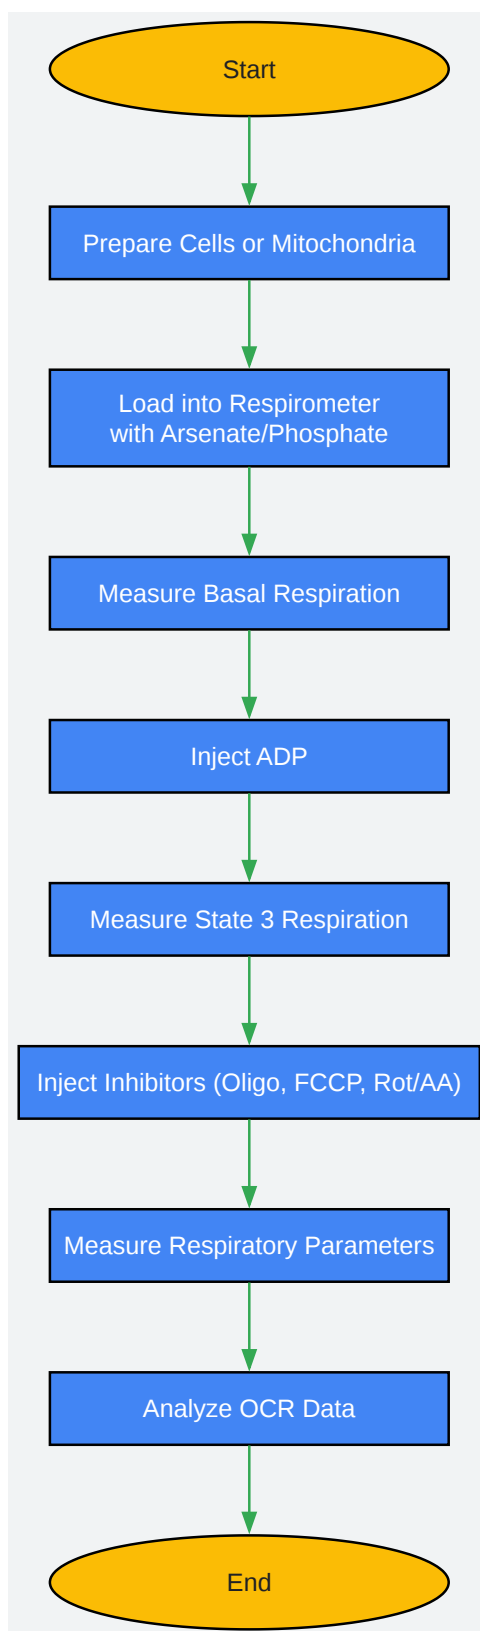 Start
Prepare Cells or Mitochondria
Load into Respirometer
with Arsenate/Phosphate
Measure Basal Respiration
Inject ADP
Measure State 3 Respiration
Inject Inhibitors (Oligo, FCCP, Rot/AA)
Measure Respiratory Parameters
Analyze OCR Data
End